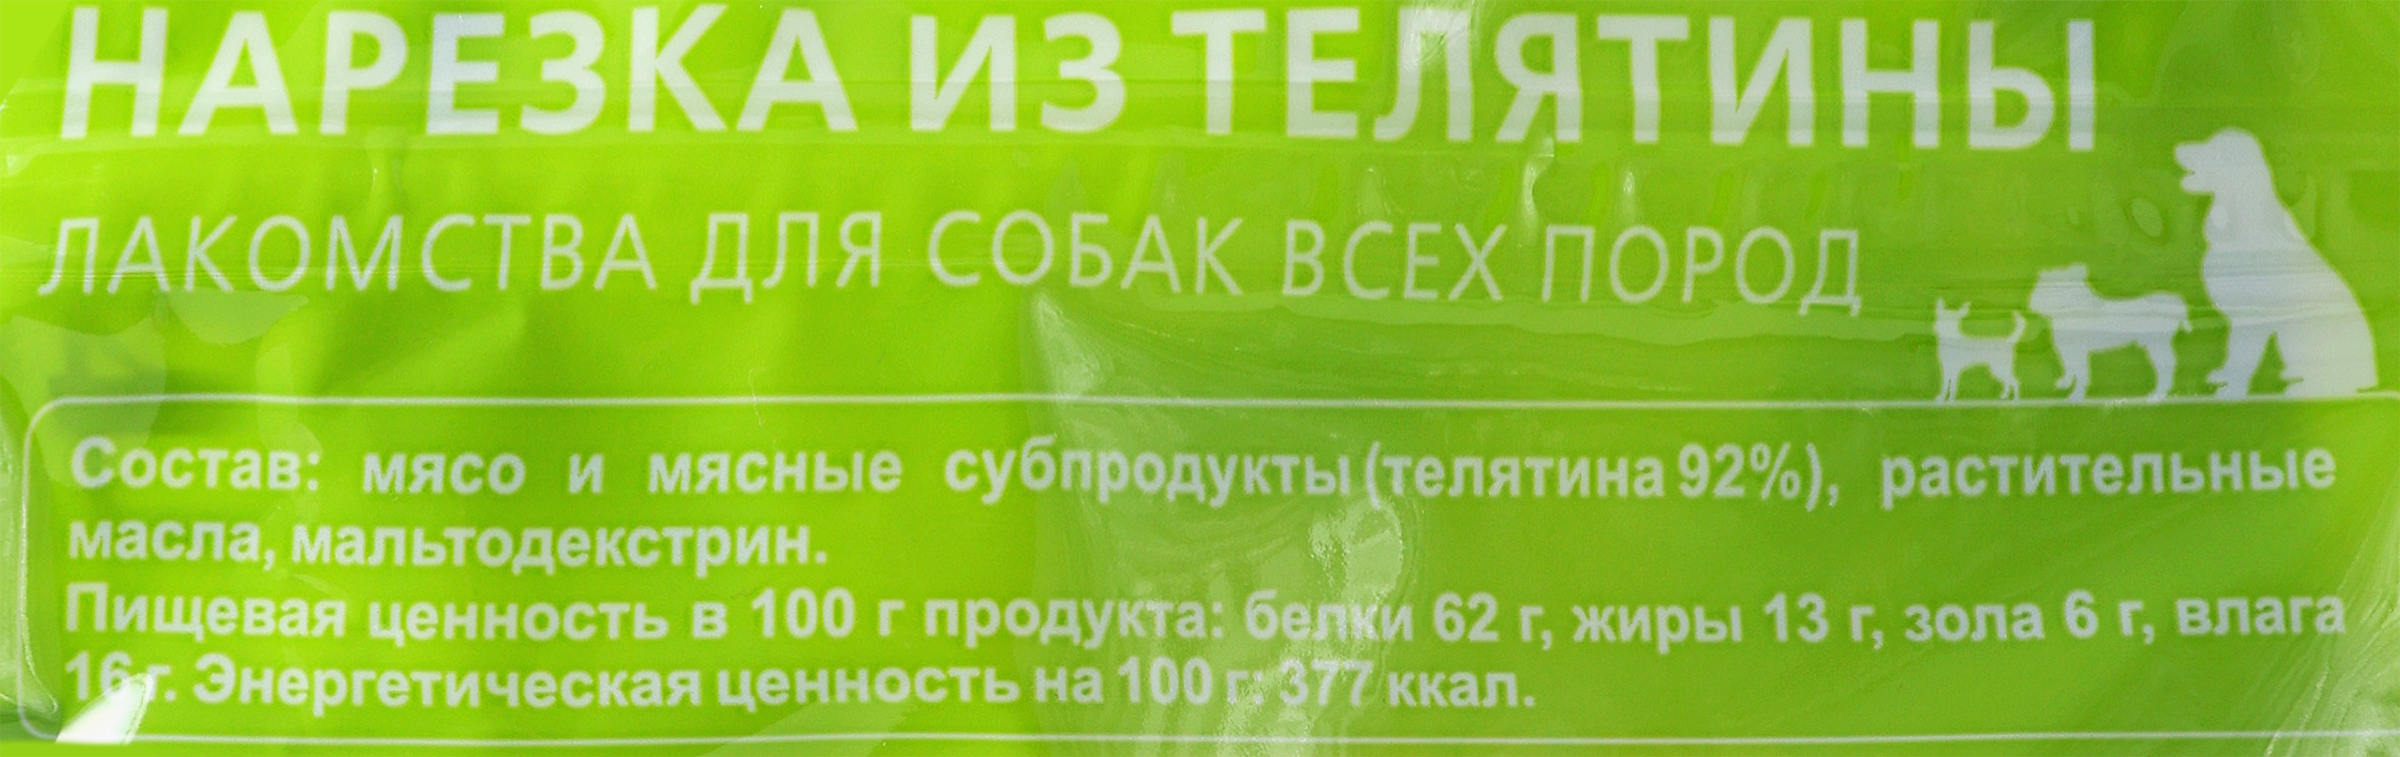 НАРЕЗКА ИЗ ТЕЛЯТИНЫ
ЛАКОМСТВА ДЛЯ СОБАК ВСЕХ ПОРОД
Состав: мясо и мясные субпродукты (телятина 92%), растительные
масла, мальтодекстрин.
Пищевая ценность в 100 г продукта: белки 62 г, жиры 13 г, зола 6 г, влага
16 г. Энергетическая ценность на 100 г: 377 ккал.